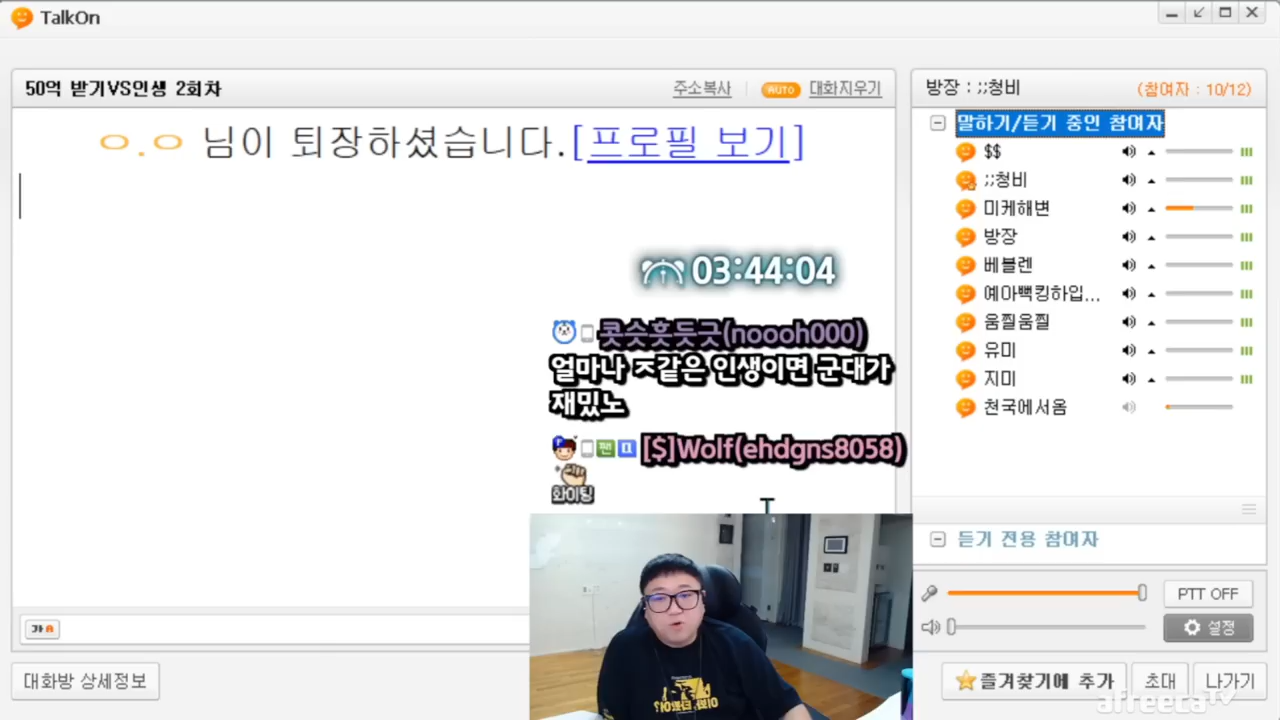 TalkOn
50억 받기VS인생 2회차
주소복사
AUTO
대화지우기
ㅇ.ㅇ 님이 퇴장하셨습니다.[프로필 보기]
03:44:04
콧슷흣듯긋(noooh000)
얼마나 ㅈ같은 인생이면 군대가
재밌노
팬
[$]Wolf(ehdgns8058)
화이팅
가
대화방 상세정보
방장 : ;;청비
(참여자 : 10/12)
말하기/듣기 중인 참여자
$$
;;청비
미케해변
방장
베블렌
예아뻑킹하입...
움찔움찔
유미
지미
천국에서옴
듣기 전용 참여자
PTT OFF
설정
즐겨찾기에 추가
초대
나가기
afreecaTV